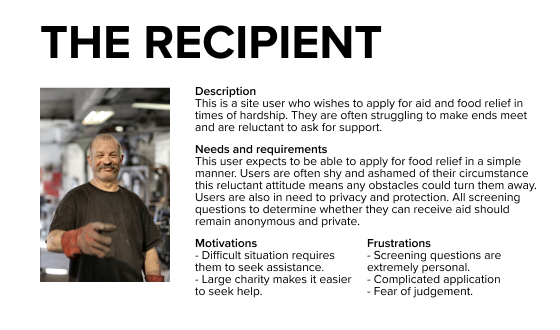 THE RECIPIENT
Description
This is a site user who wishes to apply for aid and food relief in
times of hardship. They are often struggling to make ends meet
and are reluctant to ask for support.
Needs and requirements
This user expects to be able to apply for food relief in a simple
manner. Users are often shy and ashamed of their circumstance
this reluctant attitude means any obstacles could turn them away.
Users are also in need to privacy and protection. All screening
questions to determine whether they can receive aid should
remain anonymous and private.
Motivations
- Difficult situation requires
them to seek assistance.
- Large charity makes it easier
to seek help.
Frustrations
- Screening questions are
extremely personal.
- Complicated application
- Fear of judgement.